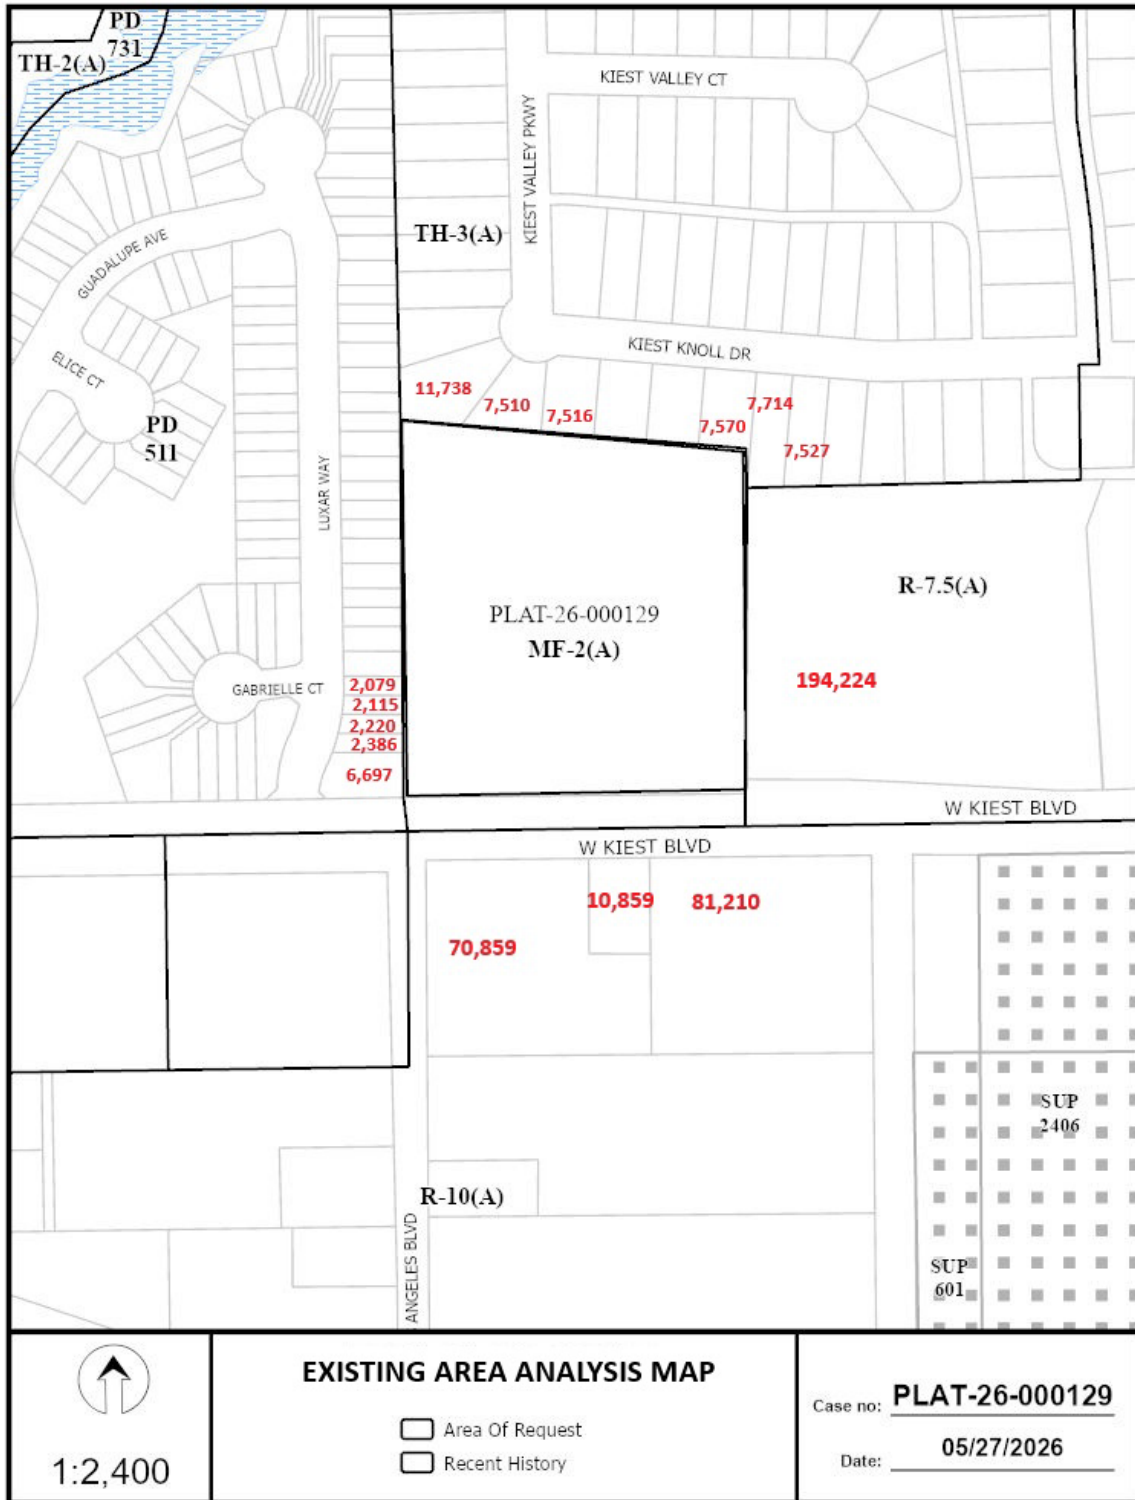 PD
731
TH-2(A)
KIEST VALLEY CT
KIEST VALLEY PKWY
TH-3(A)
GUADALUPE AVE
KIEST KNOLL DR
ELICE CT
11,738
7,510
7,516
7,714
7,570
7,527
PD
511
LUXAR WAY
R-7.5(A)
PLAT-26-000129
MF-2(A)
194,224
GABRIELLE CT
2,079
2,115
2,220
2,386
6,697
W KIEST BLVD
W KIEST BLVD
10,859
81,210
70,859
SUP
2406
R-10(A)
ANGELES BLVD
SUP
601
1:2,400
EXISTING AREA ANALYSIS MAP
Area Of Request
Recent History
Case no: PLAT-26-000129
Date: 05/27/2026